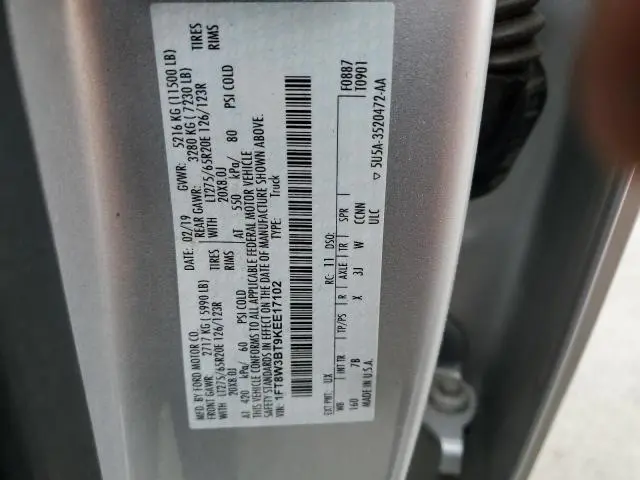 MFD. BY FORD MOTOR CO. DATE: 02/19 GVWR: 5216 KG (11500 LB)
FRONT GAWR: 2717 KG (5990 LB) REAR GAWR: 3280 KG (7230 LB)
WITH LT275/65R20E 126/123R TIRES WITH LT275/65R20E 126/123R TIRES
20X8.0J RIMS 20X8.0J RIMS
AT 420 kPa/ 60 PSI COLD AT 550 kPa/ 80 PSI COLD
THIS VEHICLE CONFORMS TO ALL APPLICABLE FEDERAL MOTOR VEHICLE
SAFETY STANDARDS IN EFFECT ON THE DATE OF MANUFACTURE SHOWN ABOVE.
VIN: 1FT8W3BT9KEE17102 TYPE: Truck
F0887
T0901
EXT PNT: UX RC: 11 DSO:
WB INT TR TP/PS R AXLE TR SPR
160 7B X 3J W CCNN
MADE IN U.S.A. ULC
▽ 5U5A-3520472-AA